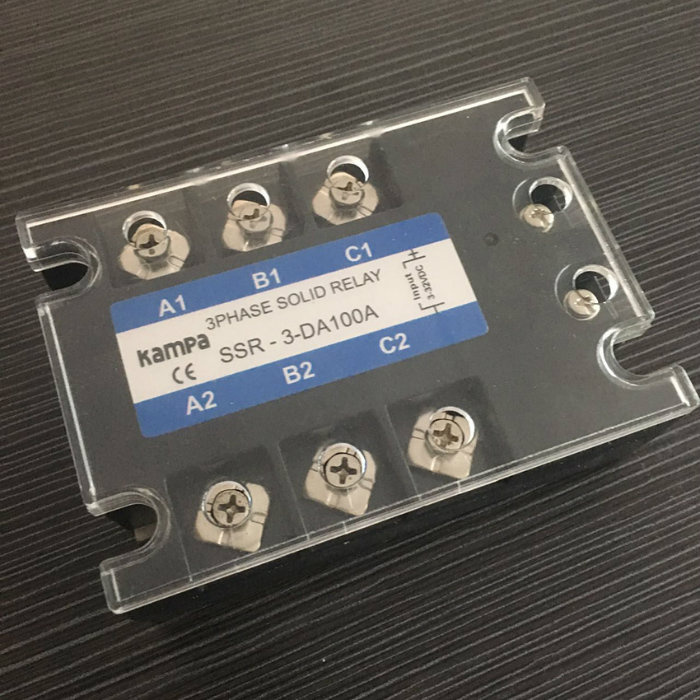 A1 B1 C1
3PHASE SOLID RELAY
Kampa SSR - 3-DA100A
CE
A2 B2 C2
+ Input -
3-32VDC